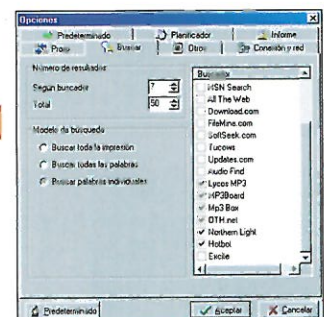 Opciones
Predeterminado Planificador Informe
Proxy Buscar Otros Conexión y red
Número de resultados
Según buscador 7
Total 50
Modelo de búsqueda
Buscar toda la impresión
Buscar todas las palabras
Buscar palabras individuales
Buscador
MSN Search
All The Web
Download.com
FileMine.com
SoftSeek.com
Tucows
Updates.com
Audio Find
Lycos MP3
MP3Board
Mp3 Box
OTH.net
Northern Light
Hotbot
Excite
Predeterminado Aceptar Cancelar